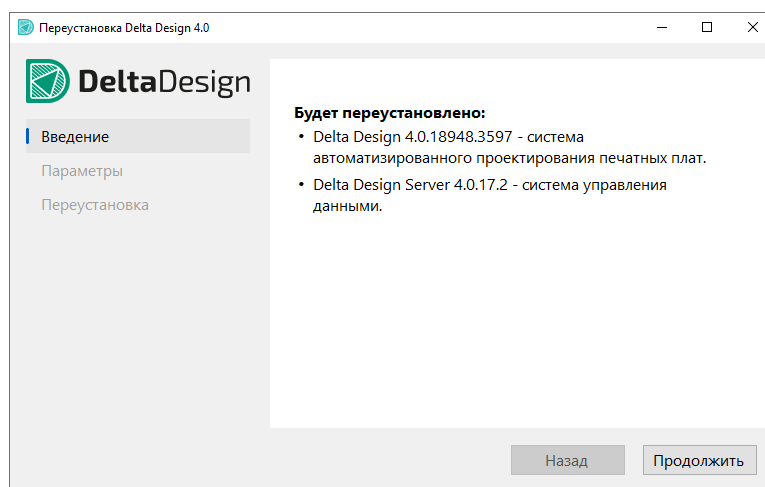 Переустановка Delta Design 4.0
DeltaDesign
Введение
Параметры
Переустановка
Будет переустановлено:
• Delta Design 4.0.18948.3597 - система
автоматизированного проектирования печатных плат.
• Delta Design Server 4.0.17.2 - система управления
данными.
Назад
Продолжить